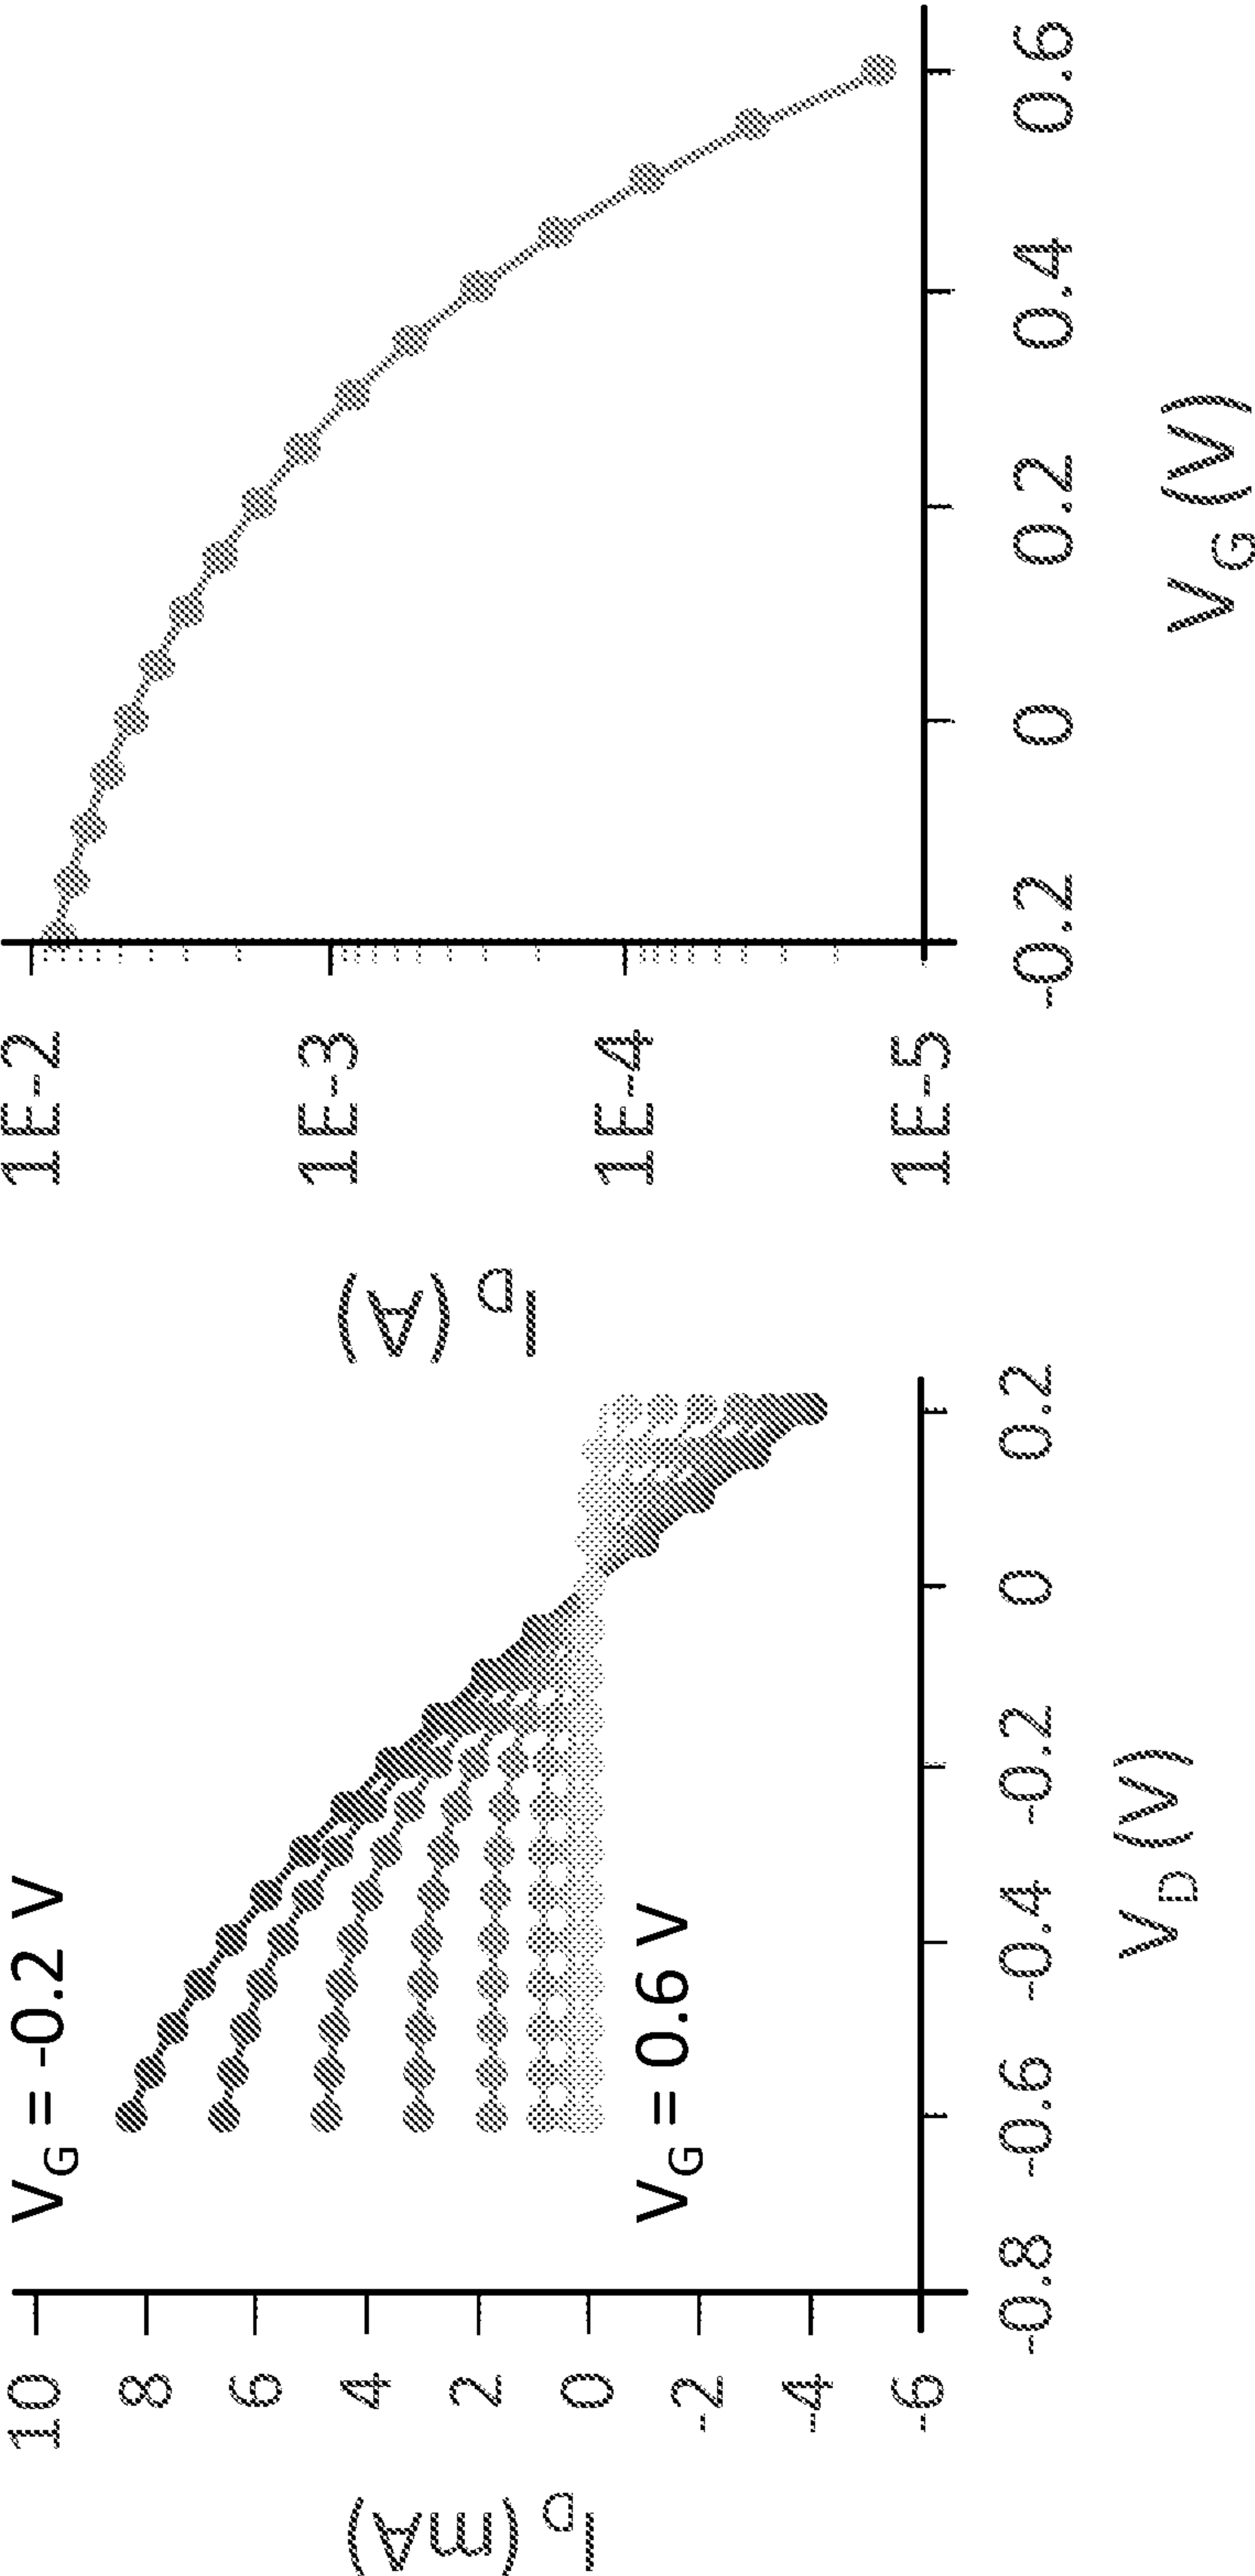 V_G = -0.2 V
V_G = 0.6 V
I_D (mA)
10
8
6
4
2
0
-2
-4
-6
-0.8
-0.6
-0.4
-0.2
0
0.2
V_D (V)
I_D (A)
1E-2
1E-3
1E-4
1E-5
-0.2
0
0.2
0.4
0.6
V_G (V)